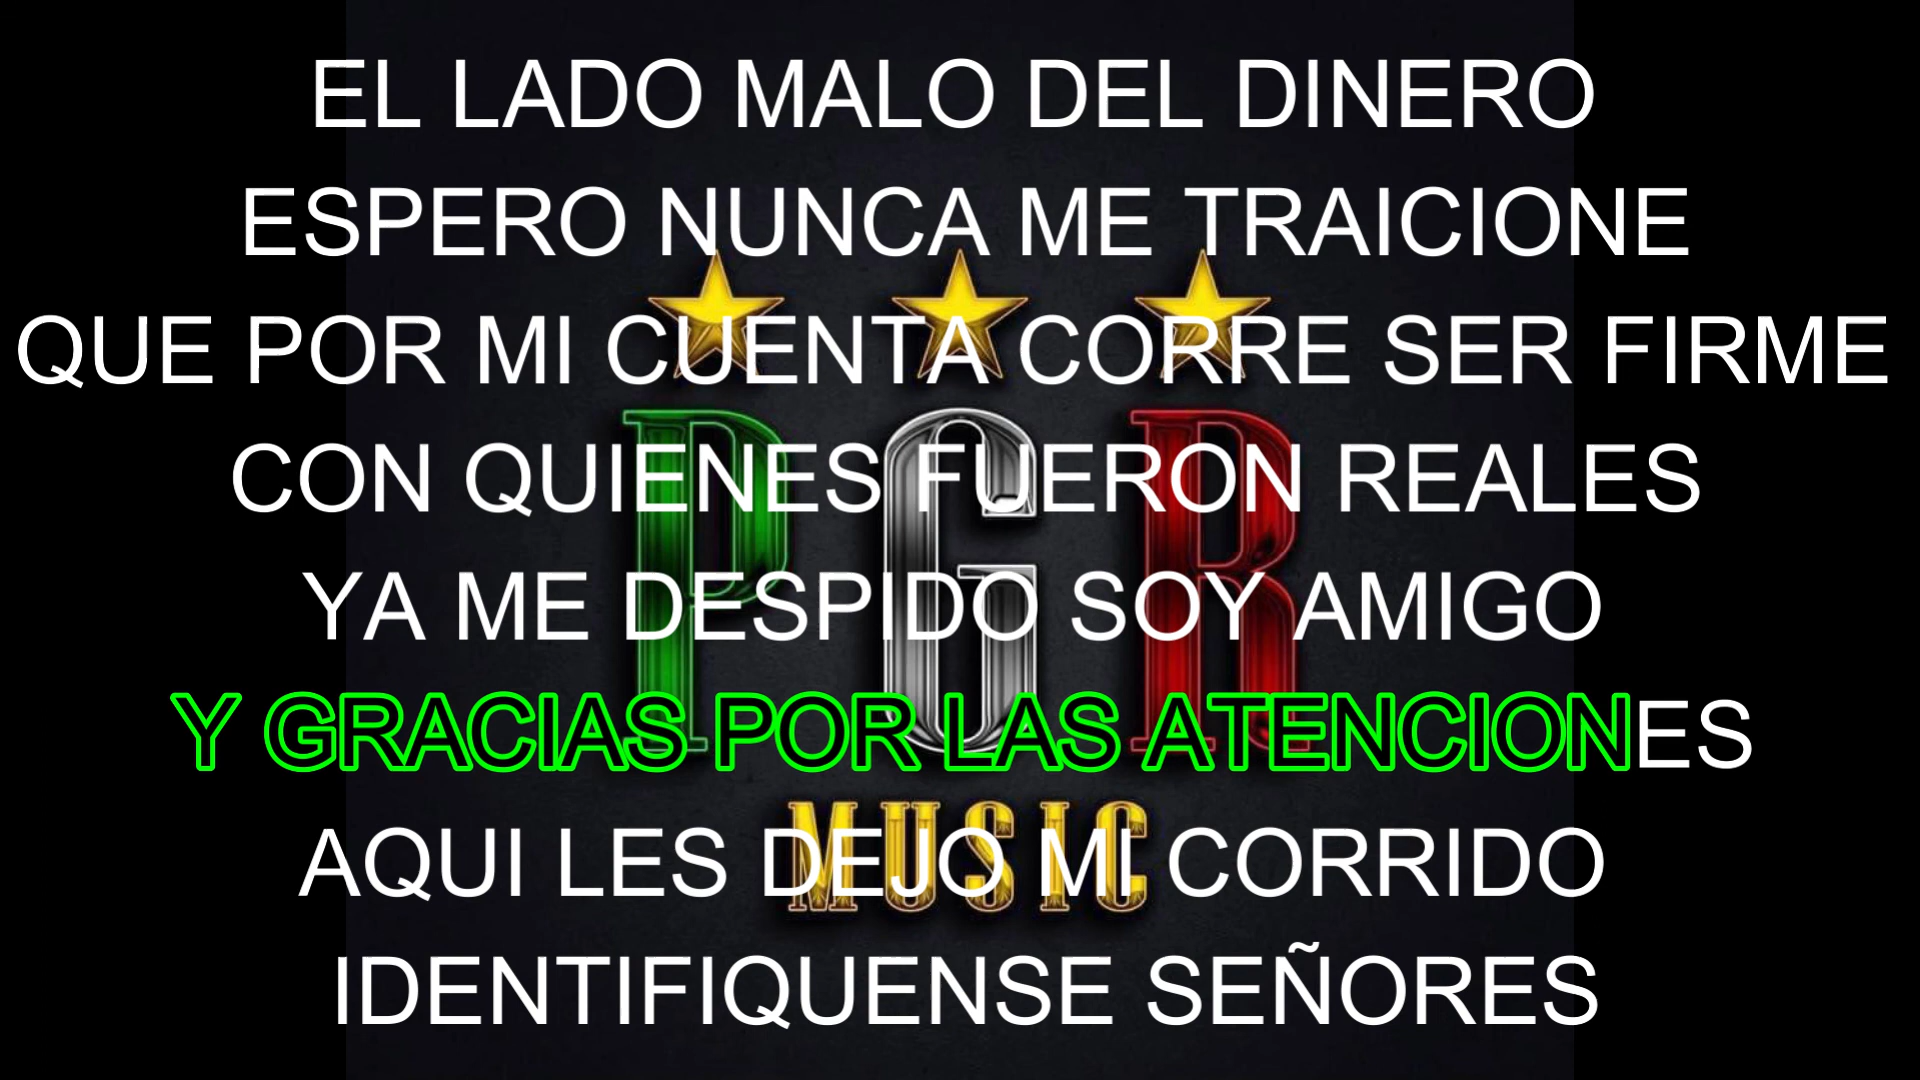 EL LADO MALO DEL DINERO
ESPERO NUNCA ME TRAICIONE
QUE POR MI CUENTA CORRE SER FIRME
CON QUIENES FUERON REALES
YA ME DESPIDO SOY AMIGO
Y GRACIAS POR LAS ATENCIONES
AQUI LES DEJO MI CORRIDO
IDENTIFIQUENSE SEÑORES
PGR
MUSIC